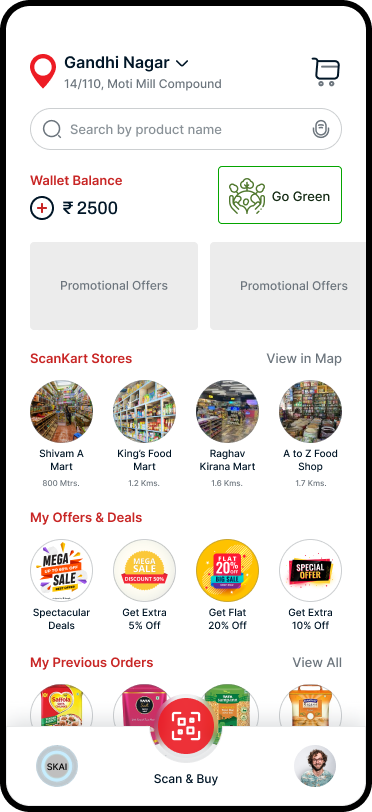 Gandhi Nagar
14/110, Moti Mill Compound
Search by product name
Wallet Balance
₹ 2500
Go Green
Promotional Offers
Promotional Offers
ScanKart Stores
View in Map
Shivam A Mart
King's Food Mart
Raghav Kirana Mart
A to Z Food Shop
800 Mtrs.
1.2 Kms.
1.6 Kms.
1.7 Kms.
My Offers & Deals
MEGA
SALE
MEGA
SALE
DISCOUNT 50%
FLAT
20%
OFF
BIG SALE
SPECIAL
OFFER
Spectacular Deals
Get Extra 5% Off
Get Flat 20% Off
Get Extra 10% Off
My Previous Orders
View All
Saffola
TATA
SKAI
Scan & Buy